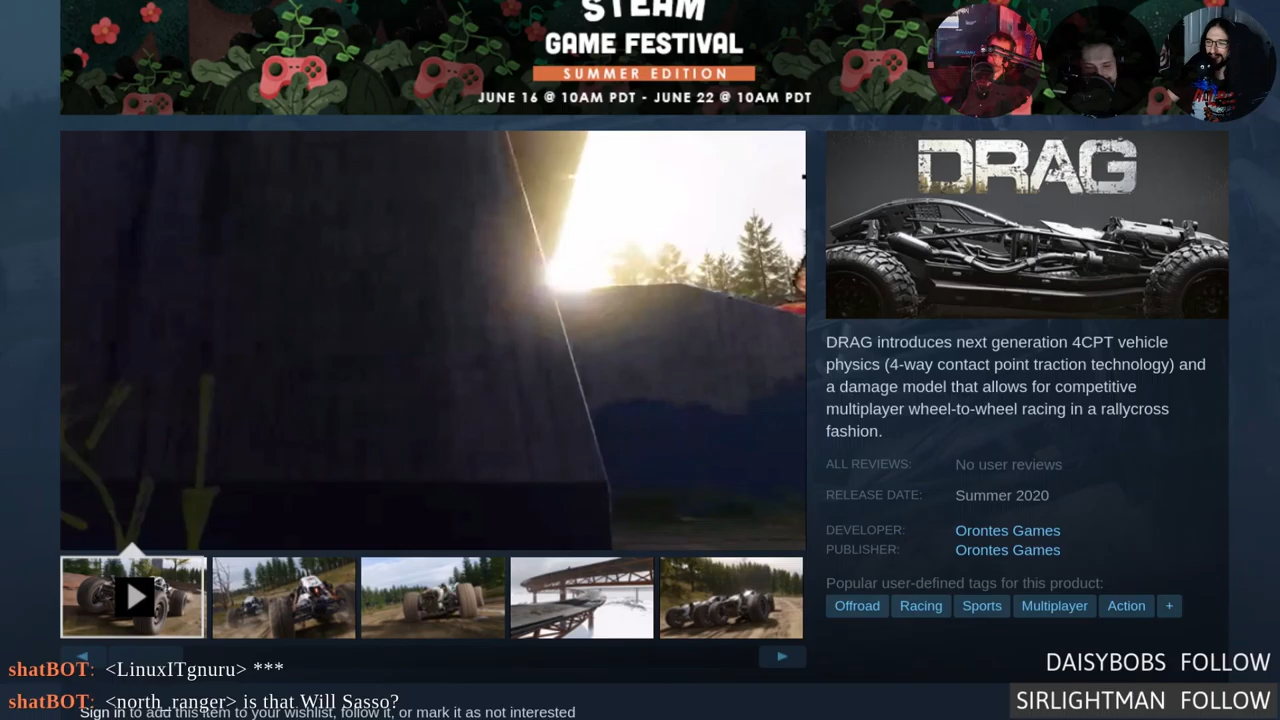 STEAM
GAME FESTIVAL
SUMMER EDITION
JUNE 16 @ 10AM PDT - JUNE 22 @ 10AM PDT
DRAG
DRAG introduces next generation 4CPT vehicle
physics (4-way contact point traction technology) and
a damage model that allows for competitive
multiplayer wheel-to-wheel racing in a rallycross
fashion.
ALL REVIEWS: No user reviews
RELEASE DATE: Summer 2020
DEVELOPER: Orontes Games
PUBLISHER: Orontes Games
Popular user-defined tags for this product:
Offroad Racing Sports Multiplayer Action +
shatBOT: <LinuxITgnuru> ***
shatBOT: <north_ranger> is that Will Sasso?
Sign in to add this item to your wishlist, follow it, or mark it as not interested
DAISYBOBS FOLLOW
SIRLIGHTMAN FOLLOW